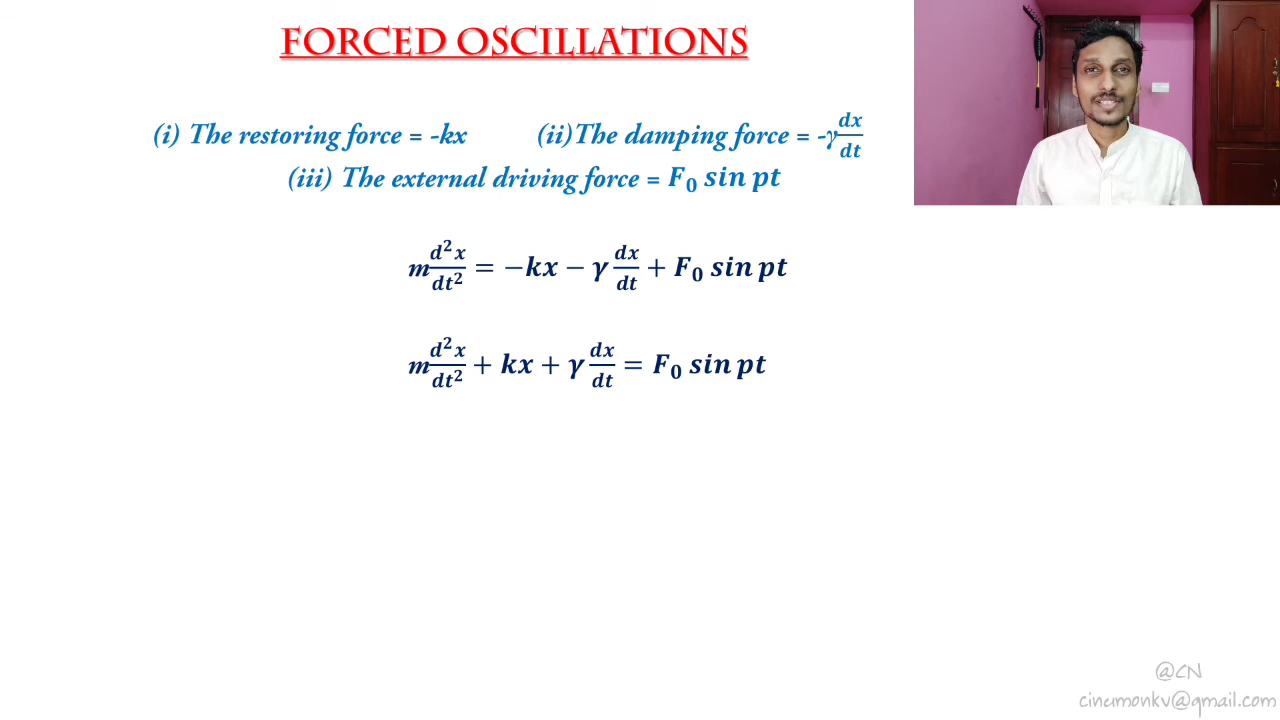 FORCED OSCILLATIONS
(i) The restoring force = -kx (ii)The damping force = -γ dx/dt
(iii) The external driving force = F₀ sin pt
m d²x/dt² = −kx − γ dx/dt + F₀ sin pt
m d²x/dt² + kx + γ dx/dt = F₀ sin pt
@CN
cinumonkv@gmail.com